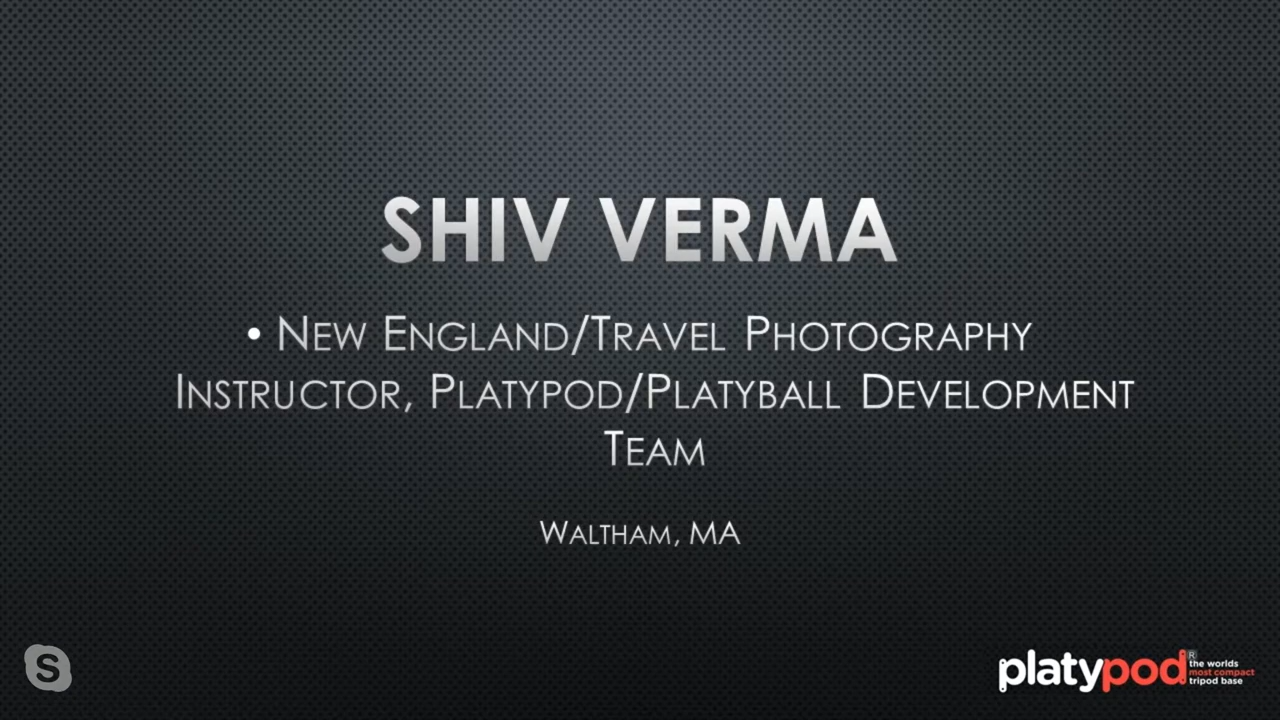 SHIV VERMA
• NEW ENGLAND/TRAVEL PHOTOGRAPHY
INSTRUCTOR, PLATYPOD/PLATYBALL DEVELOPMENT
TEAM
WALTHAM, MA
S
platypod®
the worlds
most compact
tripod base